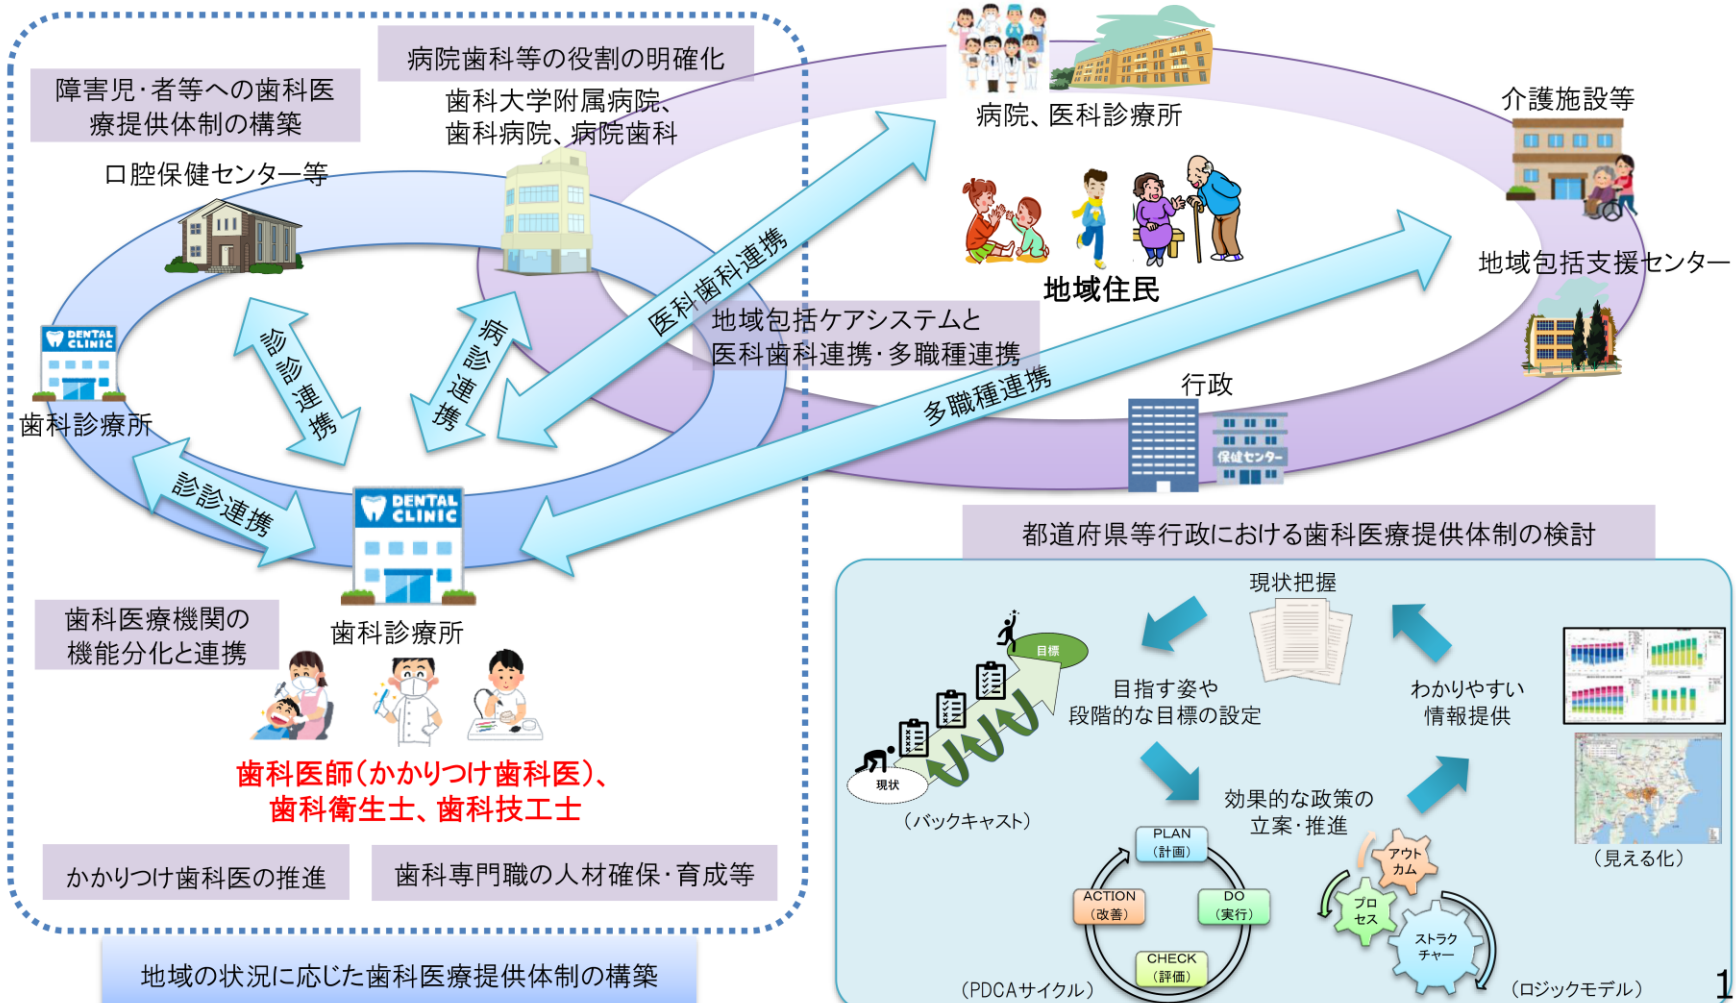 障害児・者等への歯科医
療提供体制の構築
病院歯科等の役割の明確化
歯科大学附属病院、
歯科病院、病院歯科
口腔保健センター等
病院、医科診療所
介護施設等
地域住民
地域包括支援センター
地域包括ケアシステムと
医科歯科連携・多職種連携
医科歯科連携
多職種連携
診診連携
病診連携
診診連携
DENTAL
CLINIC
歯科診療所
行政
保健センター
DENTAL
CLINIC
歯科診療所
歯科医療機関の
機能分化と連携
歯科医師(かかりつけ歯科医)、
歯科衛生士、歯科技工士
かかりつけ歯科医の推進
歯科専門職の人材確保・育成等
地域の状況に応じた歯科医療提供体制の構築
都道府県等行政における歯科医療提供体制の検討
現状把握
目標
現状
(バックキャスト)
目指す姿や
段階的な目標の設定
わかりやすい
情報提供
(見える化)
効果的な政策の
立案・推進
PLAN
(計画)
DO
(実行)
CHECK
(評価)
ACTION
(改善)
(PDCAサイクル)
アウト
カム
プロ
セス
ストラク
チャー
(ロジックモデル)
1